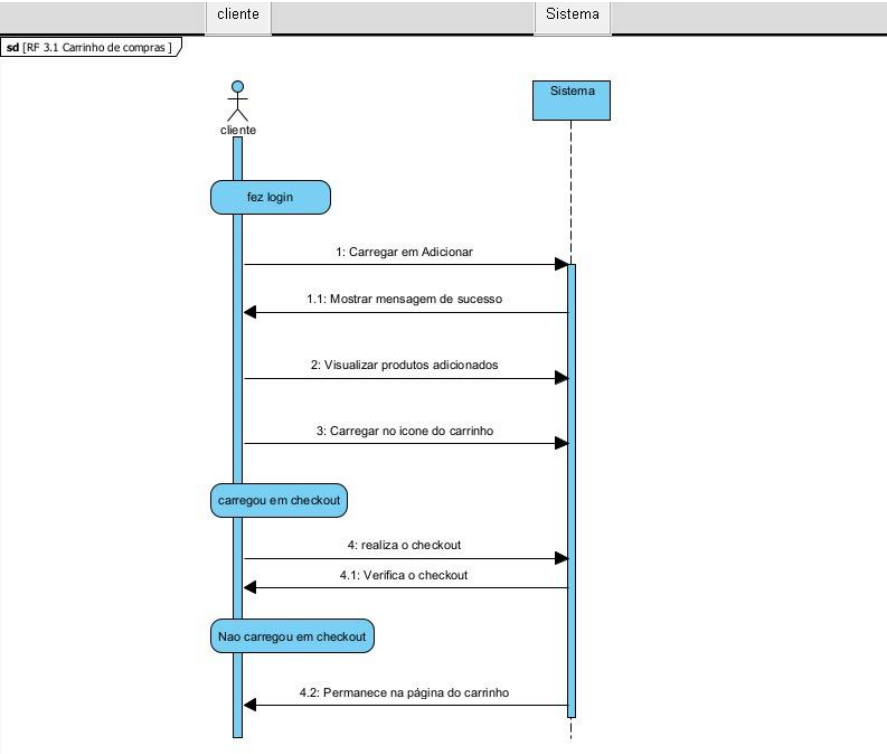 cliente
Sistema
sd [RF 3.1 Carrinho de compras ]
Sistema
cliente
fez login
1: Carregar em Adicionar
1.1: Mostrar mensagem de sucesso
2: Visualizar produtos adicionados
3: Carregar no icone do carrinho
carregou em checkout
4: realiza o checkout
4.1: Verifica o checkout
Nao carregou em checkout
4.2: Permanece na página do carrinho